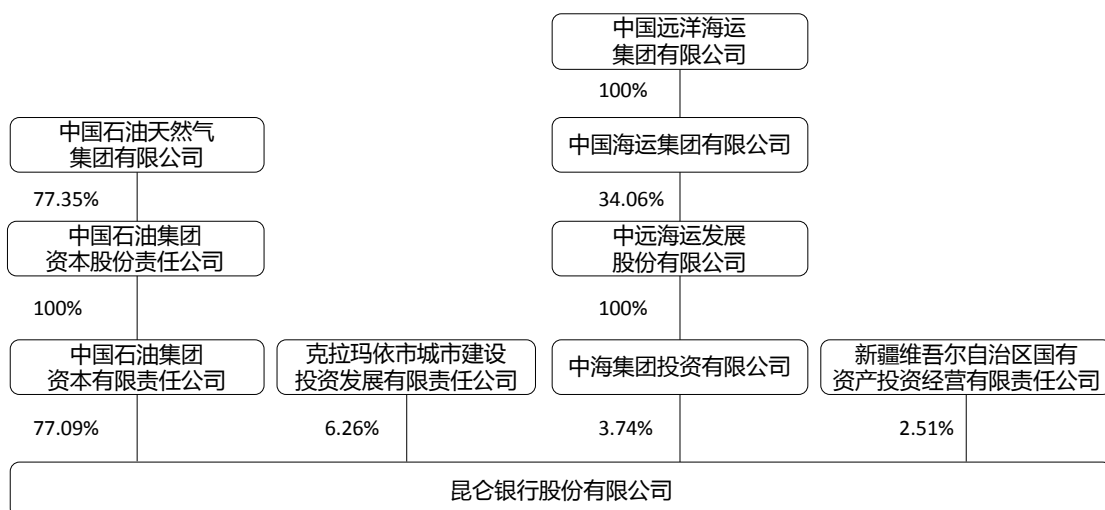 中国远洋海运
集团有限公司
100%
中国石油天然气
集团有限公司
中国海运集团有限公司
77.35%
34.06%
中国石油集团
资本股份责任公司
中远海运发展
股份有限公司
100%
100%
中国石油集团
资本有限责任公司
克拉玛依市城市建设
投资发展有限责任公司
中海集团投资有限公司
新疆维吾尔自治区国有
资产投资经营有限责任公司
77.09%
6.26%
3.74%
2.51%
昆仑银行股份有限公司